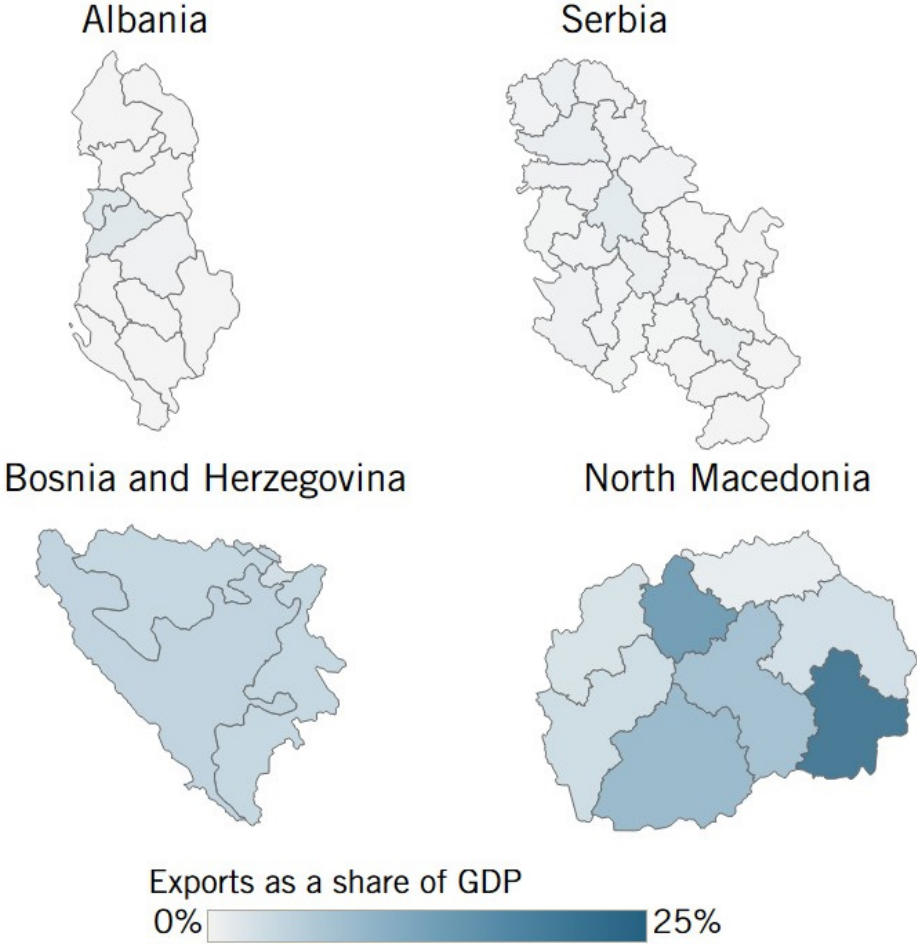 Albania
Serbia
Bosnia and Herzegovina
North Macedonia
Exports as a share of GDP
0%
25%